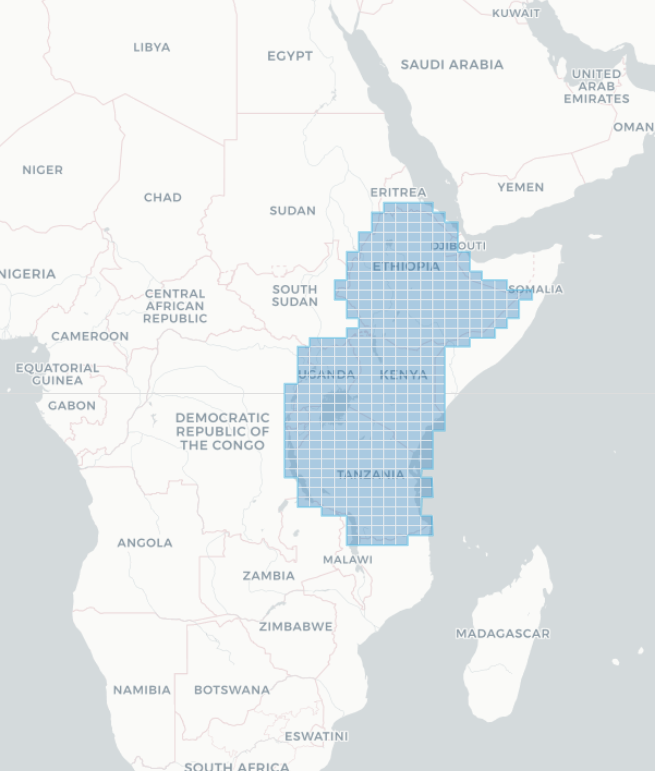 KUWAIT
LIBYA
EGYPT
SAUDI ARABIA
UNITED
ARAB
EMIRATES
OMAN
NIGER
CHAD
ERITREA
YEMEN
SUDAN
DJIBOUTI
NIGERIA
ETHIOPIA
SOUTH
SUDAN
SOMALIA
CENTRAL
AFRICAN
REPUBLIC
CAMEROON
EQUATORIAL
GUINEA
UGANDA
KENYA
GABON
DEMOCRATIC
REPUBLIC OF
THE CONGO
TANZANIA
ANGOLA
MALAWI
ZAMBIA
ZIMBABWE
MADAGASCAR
NAMIBIA
BOTSWANA
ESWATINI
SOUTH AFRICA